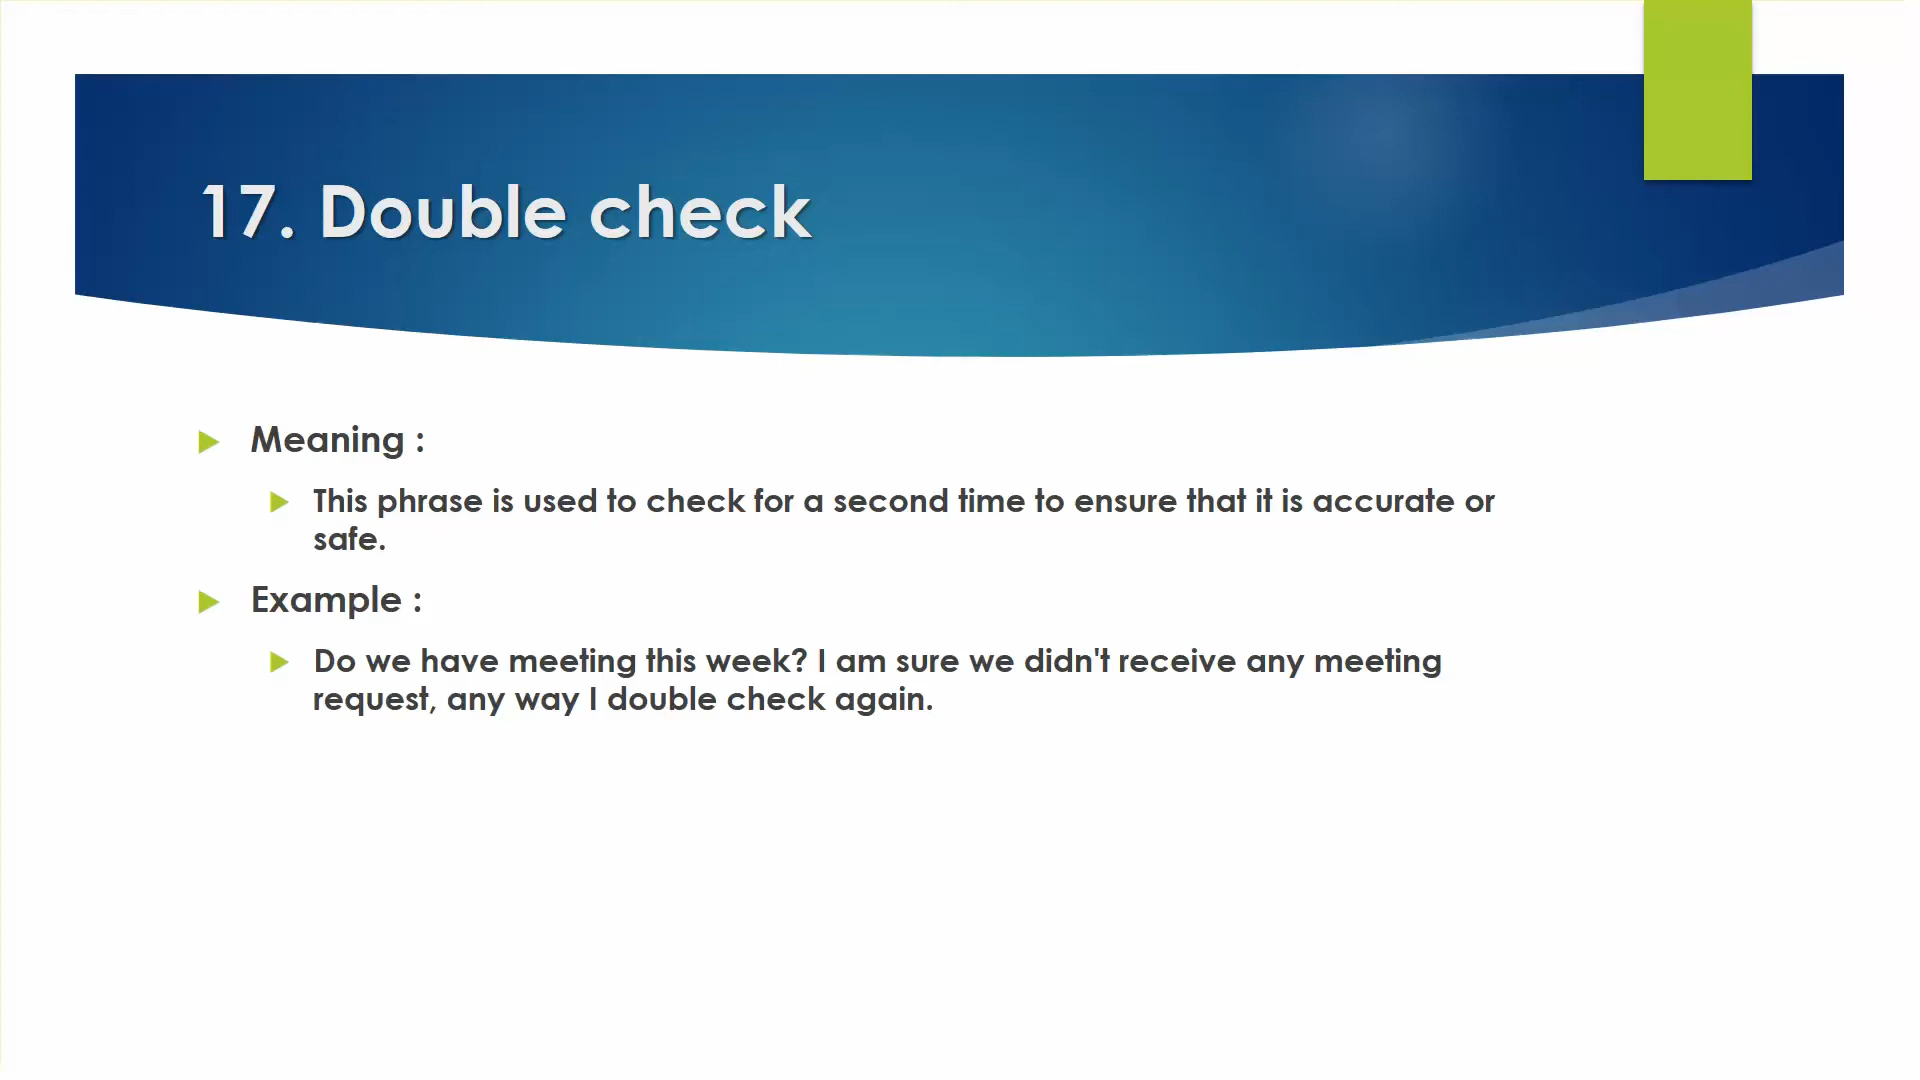 17. Double check
Meaning :
This phrase is used to check for a second time to ensure that it is accurate or
safe.
Example :
Do we have meeting this week? I am sure we didn't receive any meeting
request, any way I double check again.